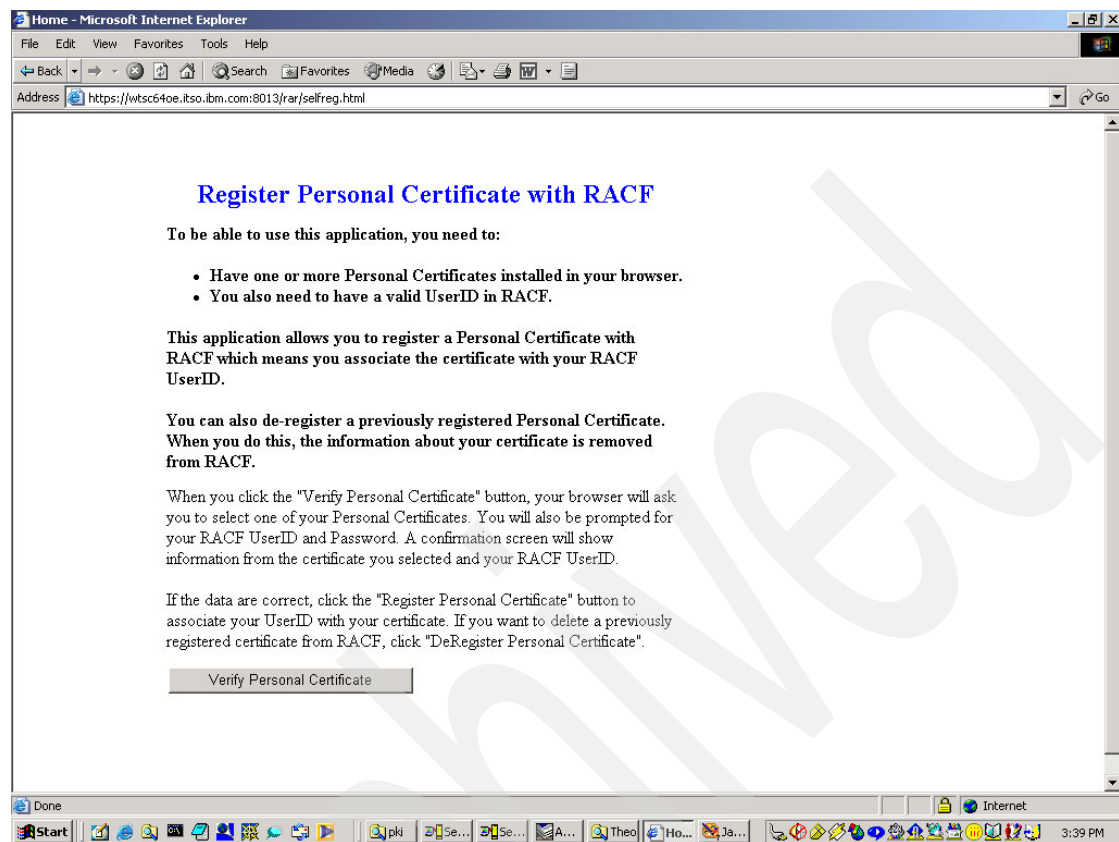 Home - Microsoft Internet Explorer
File Edit View Favorites Tools Help
Back Search Favorites Media
Address https://wtsc64oe.itso.ibm.com:8013/rar/selfreg.html Go
Register Personal Certificate with RACF
To be able to use this application, you need to:
• Have one or more Personal Certificates installed in your browser.
• You also need to have a valid UserID in RACF.
This application allows you to register a Personal Certificate with
RACF which means you associate the certificate with your RACF
UserID.
You can also de-register a previously registered Personal Certificate.
When you do this, the information about your certificate is removed
from RACF.
When you click the "Verify Personal Certificate" button, your browser will ask
you to select one of your Personal Certificates. You will also be prompted for
your RACF UserID and Password. A confirmation screen will show
information from the certificate you selected and your RACF UserID.
If the data are correct, click the "Register Personal Certificate" button to
associate your UserID with your certificate. If you want to delete a previously
registered certificate from RACF, click "DeRegister Personal Certificate".
Verify Personal Certificate
Done Internet
Start pki Se... Se... A... Theo Ho... Ja... 3:39 PM